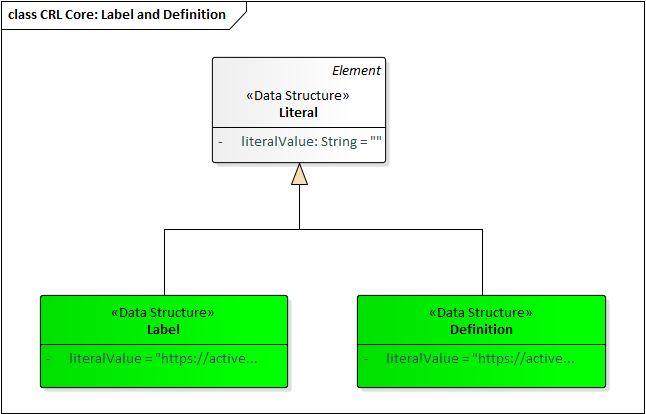 class CRL Core: Label and Definition
Element
«Data Structure»
Literal
- literalValue: String = ""
«Data Structure»
Label
- literalValue = "https://active...
«Data Structure»
Definition
- literalValue = "https://active...